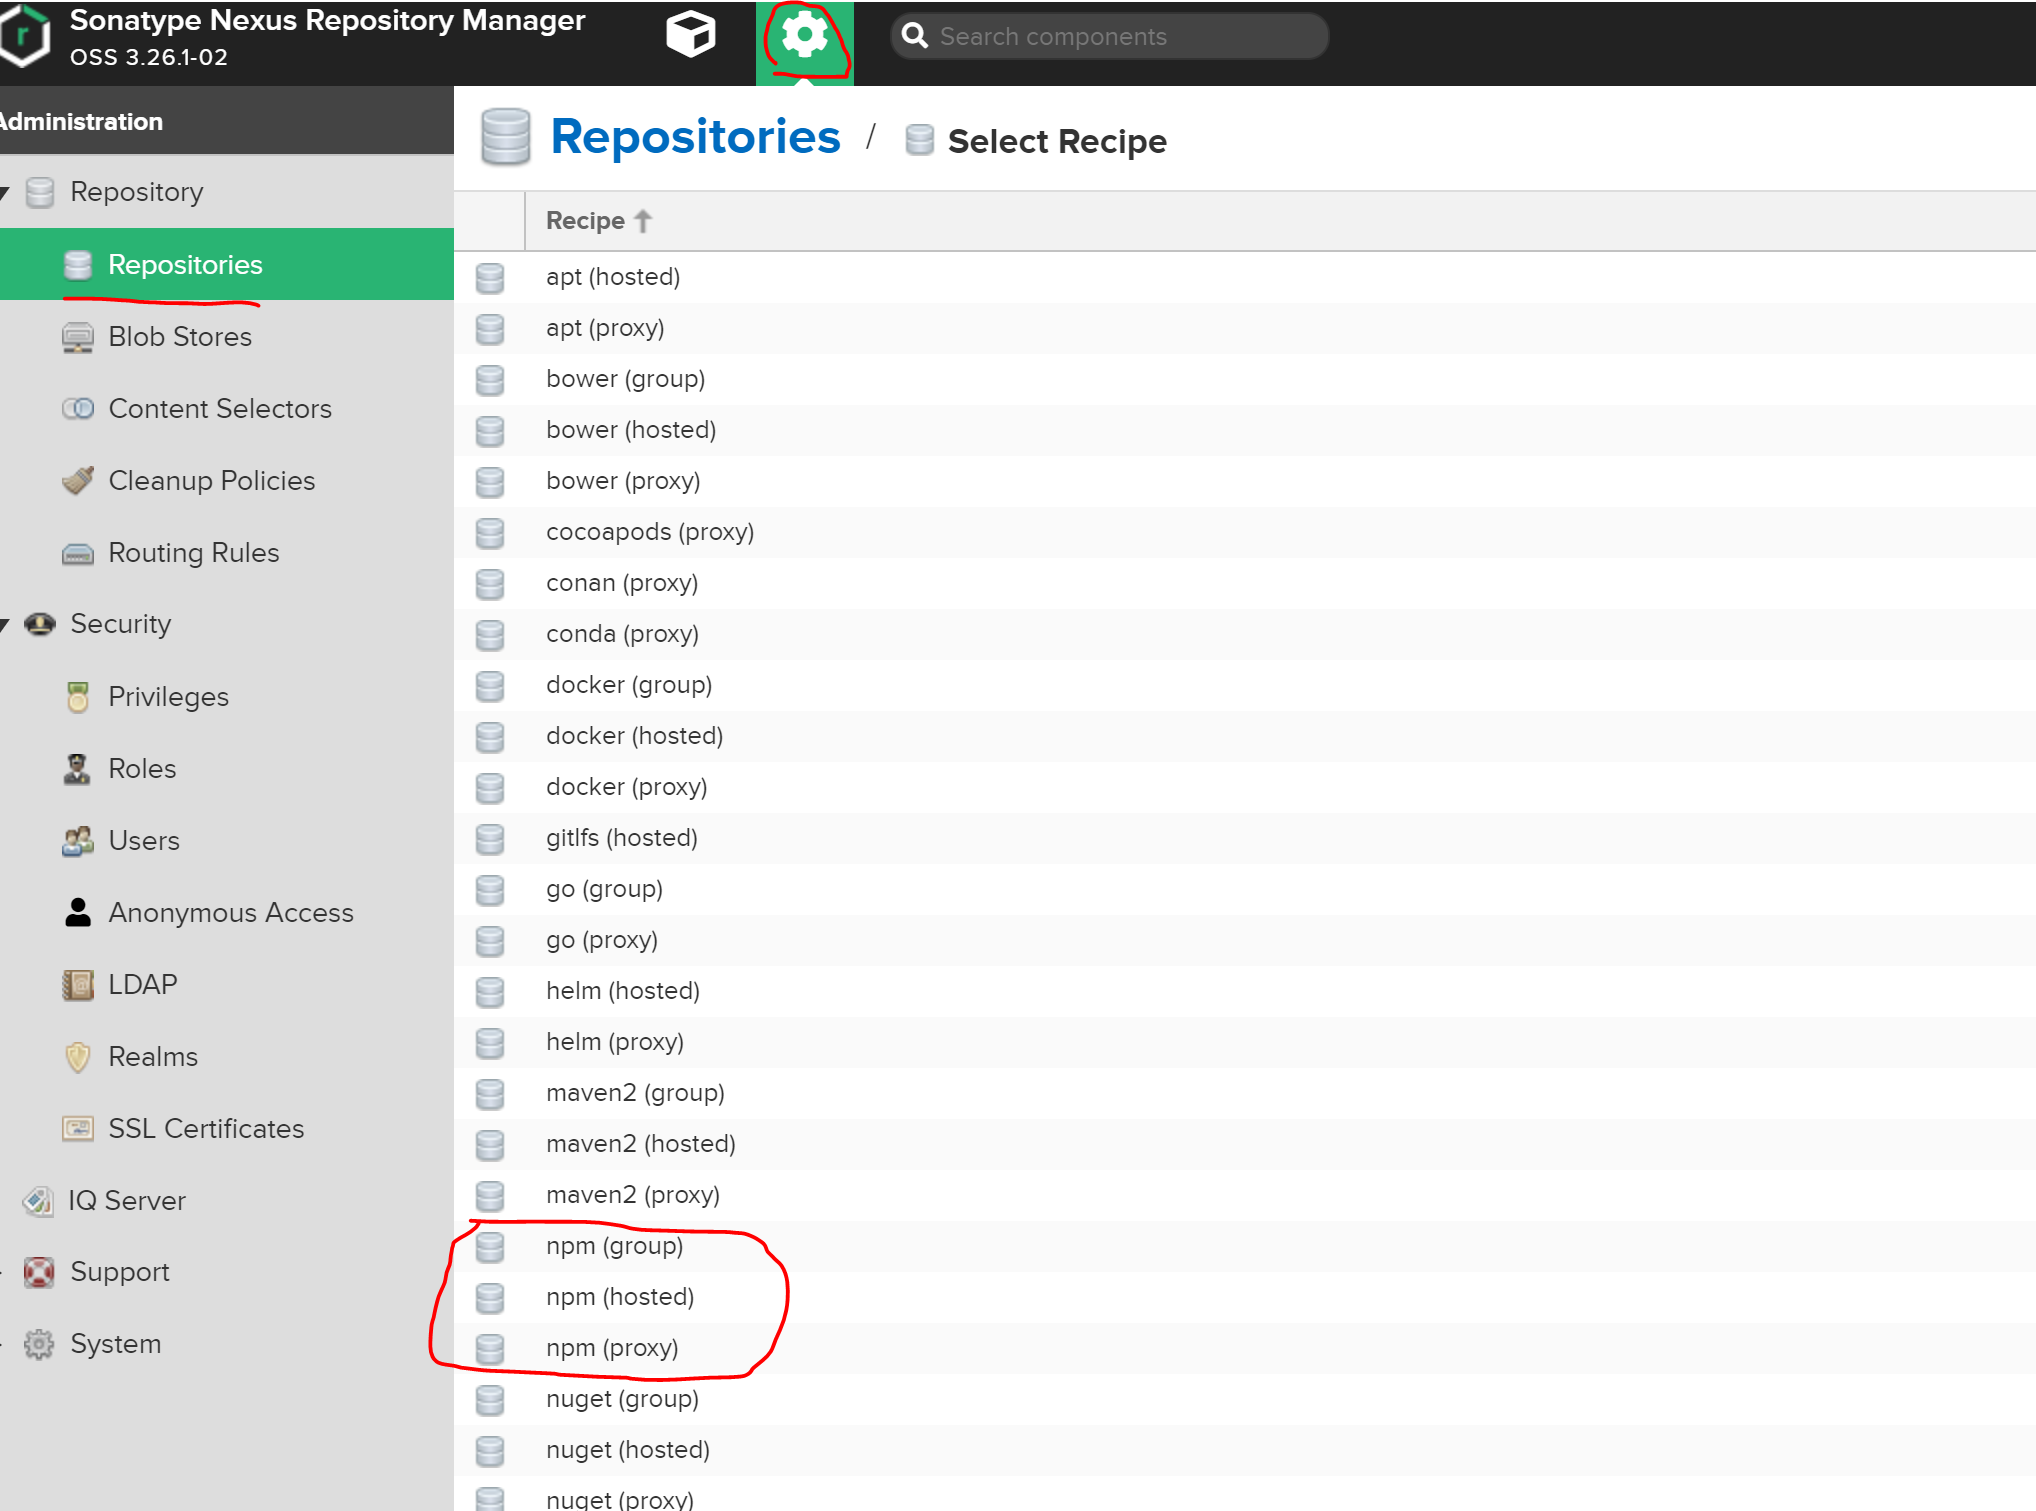 Sonatype Nexus Repository Manager
OSS 3.26.1-02
Search components
Administration
Repository
Repositories
Blob Stores
Content Selectors
Cleanup Policies
Routing Rules
Security
Privileges
Roles
Users
Anonymous Access
LDAP
Realms
SSL Certificates
IQ Server
Support
System
Repositories / Select Recipe
Recipe
apt (hosted)
apt (proxy)
bower (group)
bower (hosted)
bower (proxy)
cocoapods (proxy)
conan (proxy)
conda (proxy)
docker (group)
docker (hosted)
docker (proxy)
gitlfs (hosted)
go (group)
go (proxy)
helm (hosted)
helm (proxy)
maven2 (group)
maven2 (hosted)
maven2 (proxy)
npm (group)
npm (hosted)
npm (proxy)
nuget (group)
nuget (hosted)
nuget (proxy)